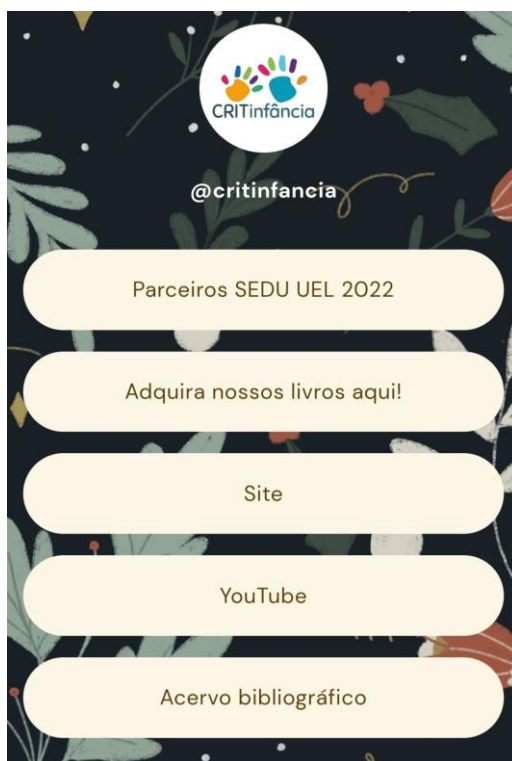 CRITinfância
@critinfancia
Parceiros SEDU UEL 2022
Adquira nossos livros aqui!
Site
YouTube
Acervo bibliográfico